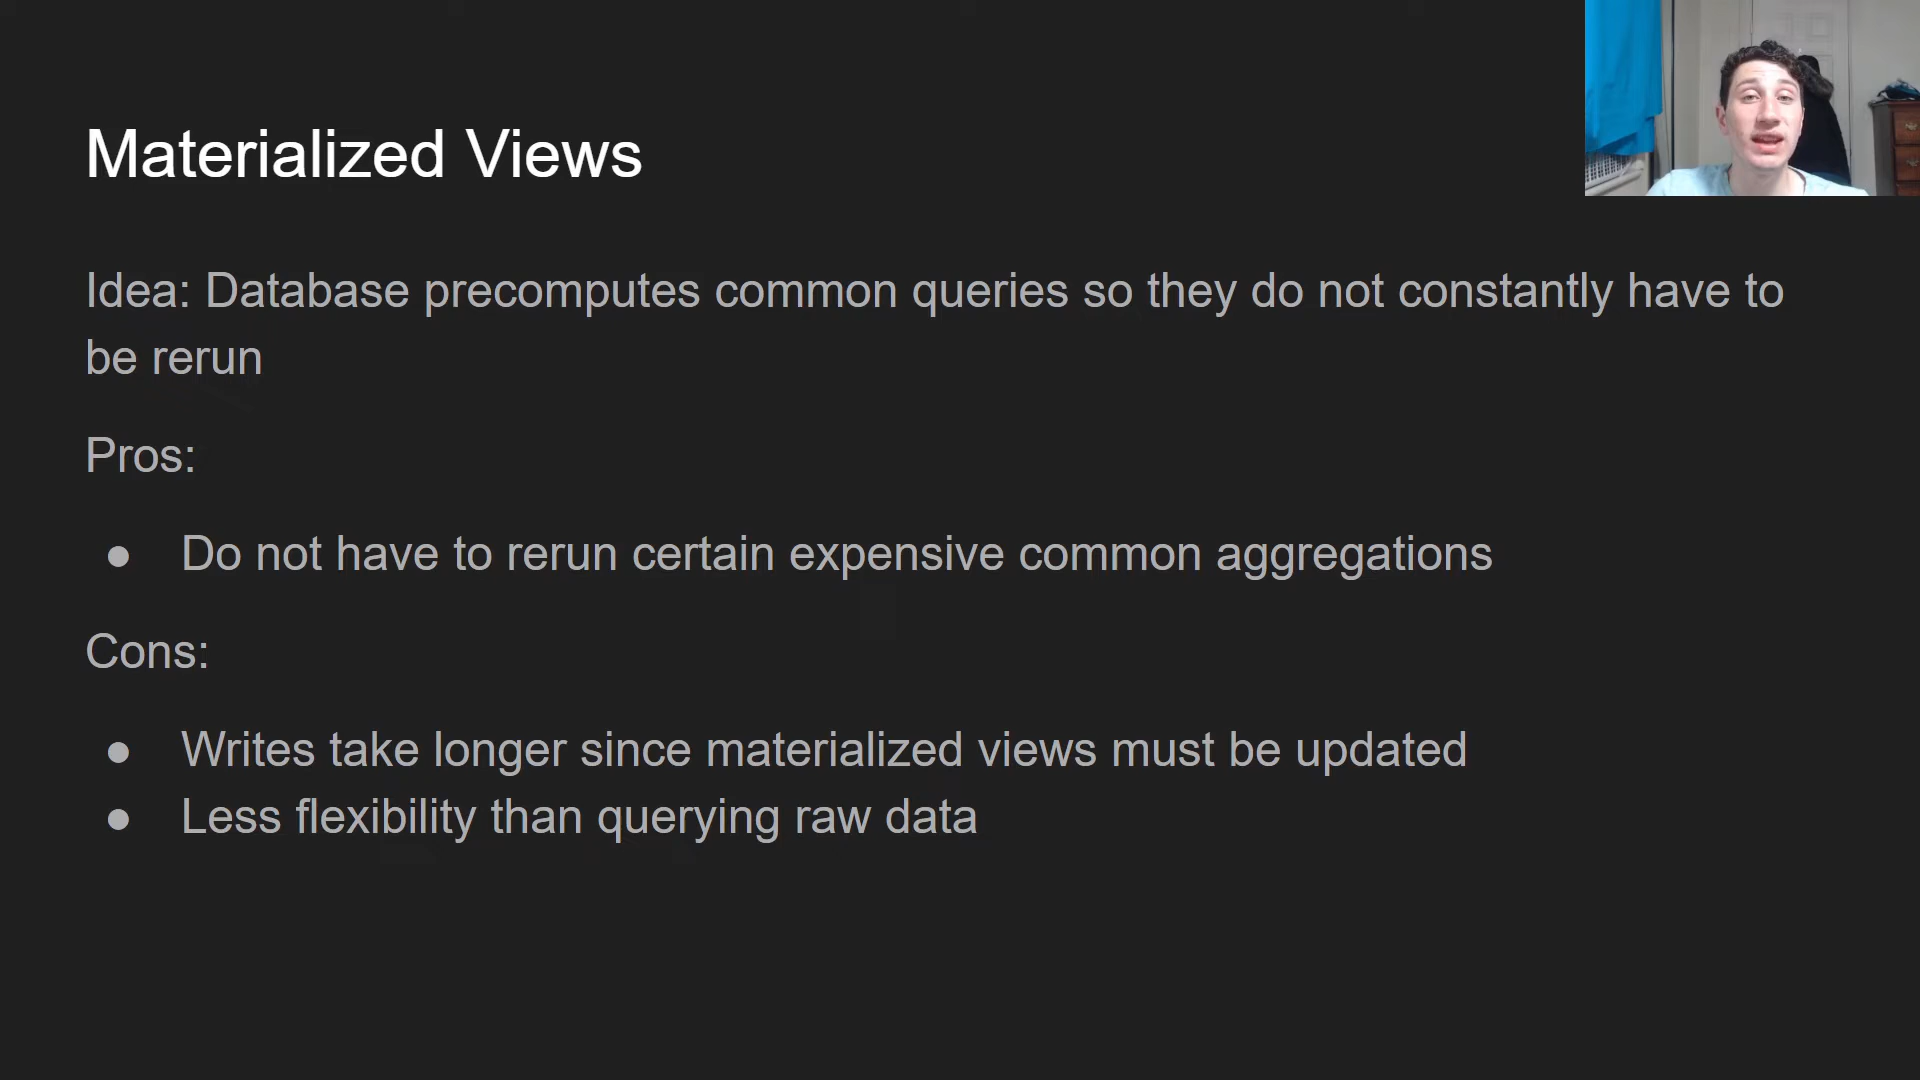 Materialized Views
Idea: Database precomputes common queries so they do not constantly have to
be rerun
Pros:
● Do not have to rerun certain expensive common aggregations
Cons:
● Writes take longer since materialized views must be updated
● Less flexibility than querying raw data